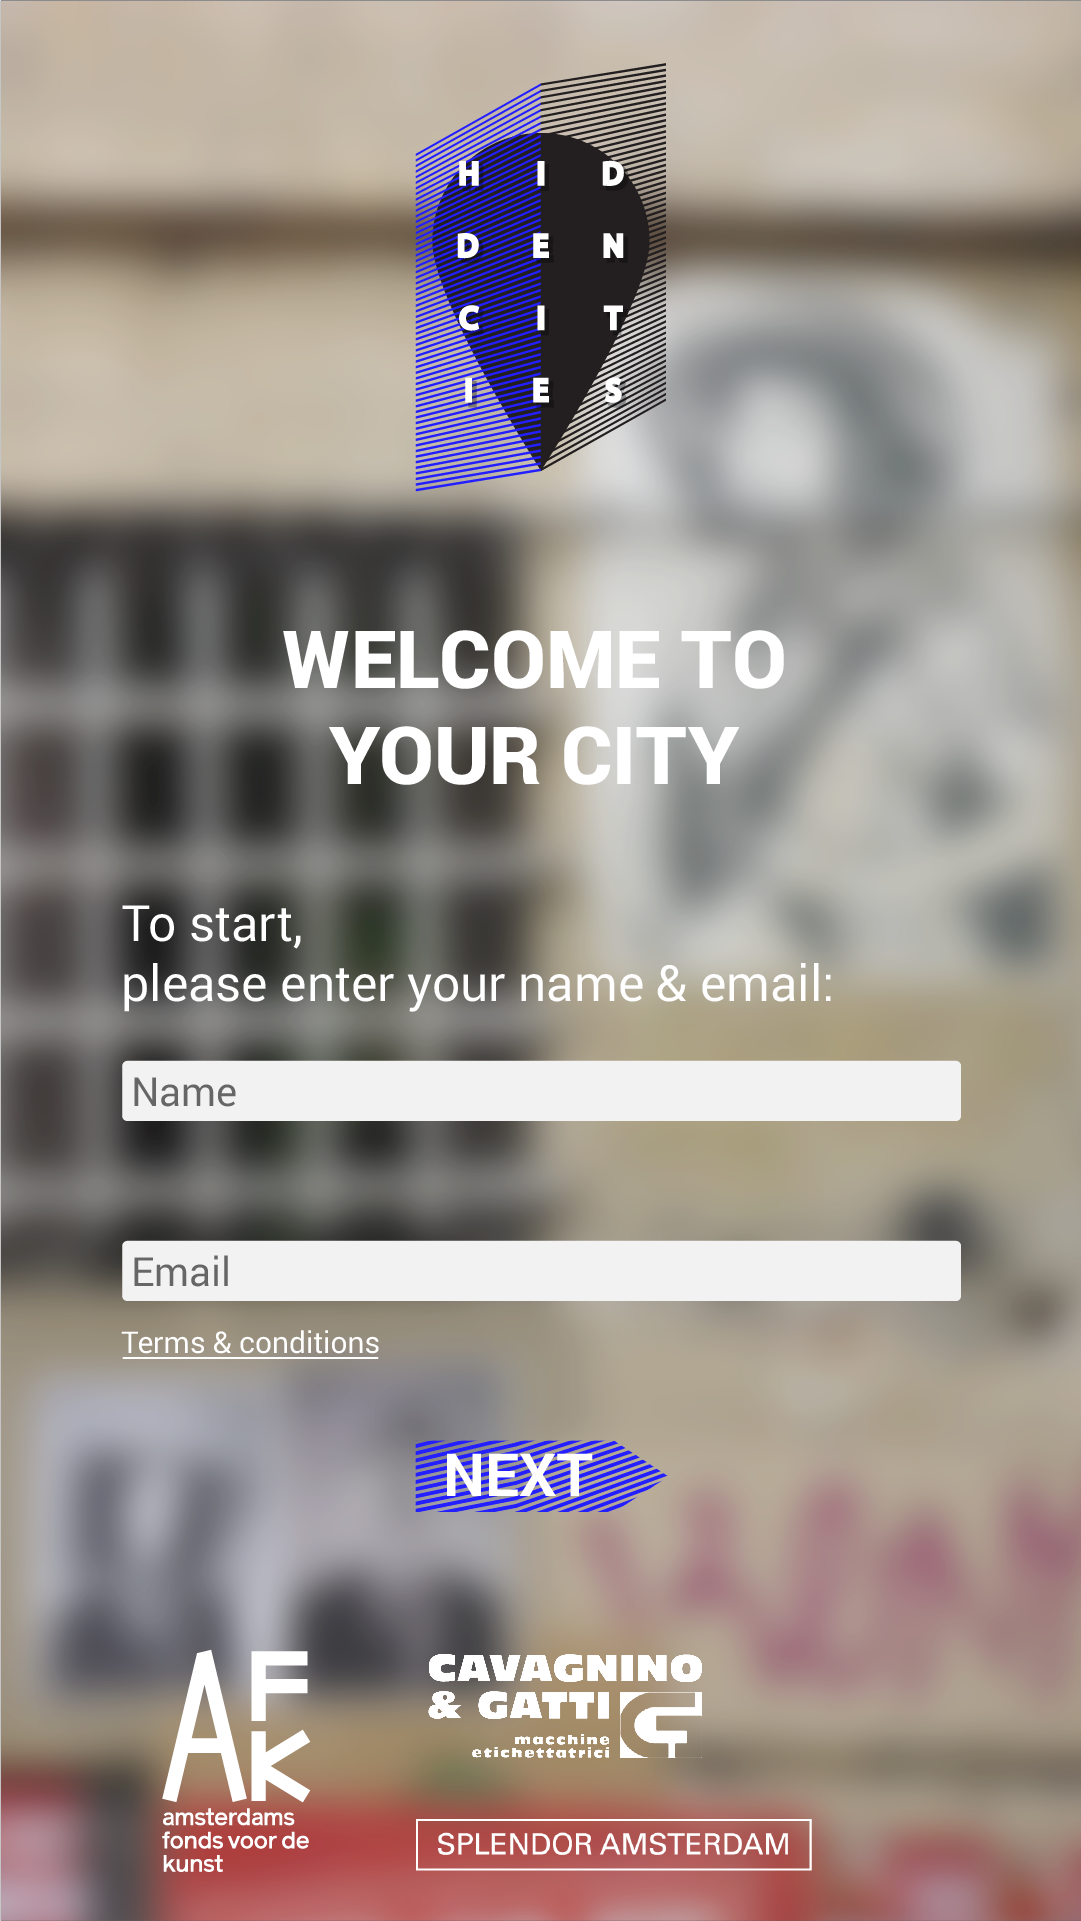 H I D
D E N
C I T
I E S
WELCOME TO
YOUR CITY
To start,
please enter your name & email:
Name
Email
Terms & conditions
NEXT
AFK
amsterdams
fonds voor de
kunst
CAVAGNINO
& GATTI
macchine
etichettatrici
SPLENDOR AMSTERDAM